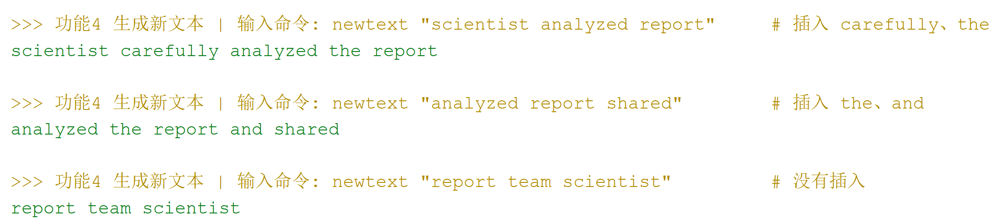 >>> 功能4 生成新文本 | 输入命令: newtext "scientist analyzed report" # 插入 carefully、the
scientist carefully analyzed the report
>>> 功能4 生成新文本 | 输入命令: newtext "analyzed report shared" # 插入 the、and
analyzed the report and shared
>>> 功能4 生成新文本 | 输入命令: newtext "report team scientist" # 没有插入
report team scientist